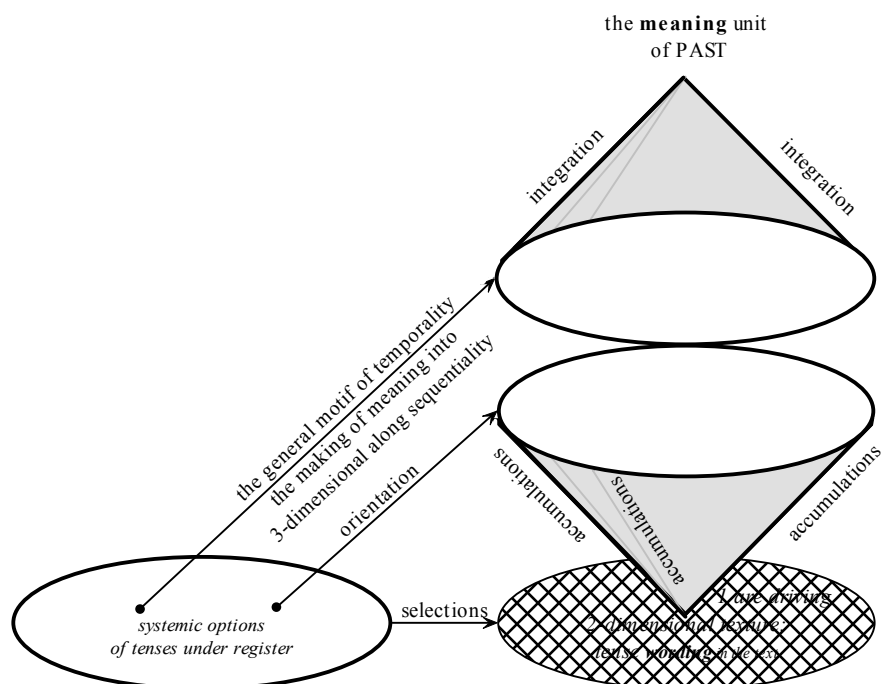 the meaning unit
of PAST
integration
integration
the general motif of temporality
the making of meaning into
3-dimensional along sequentiality
orientation
accumulations
accumulations
accumulations
systemic options
of tenses under register
selections
1 are driving
2-dimensional texture;
tense wording in the text